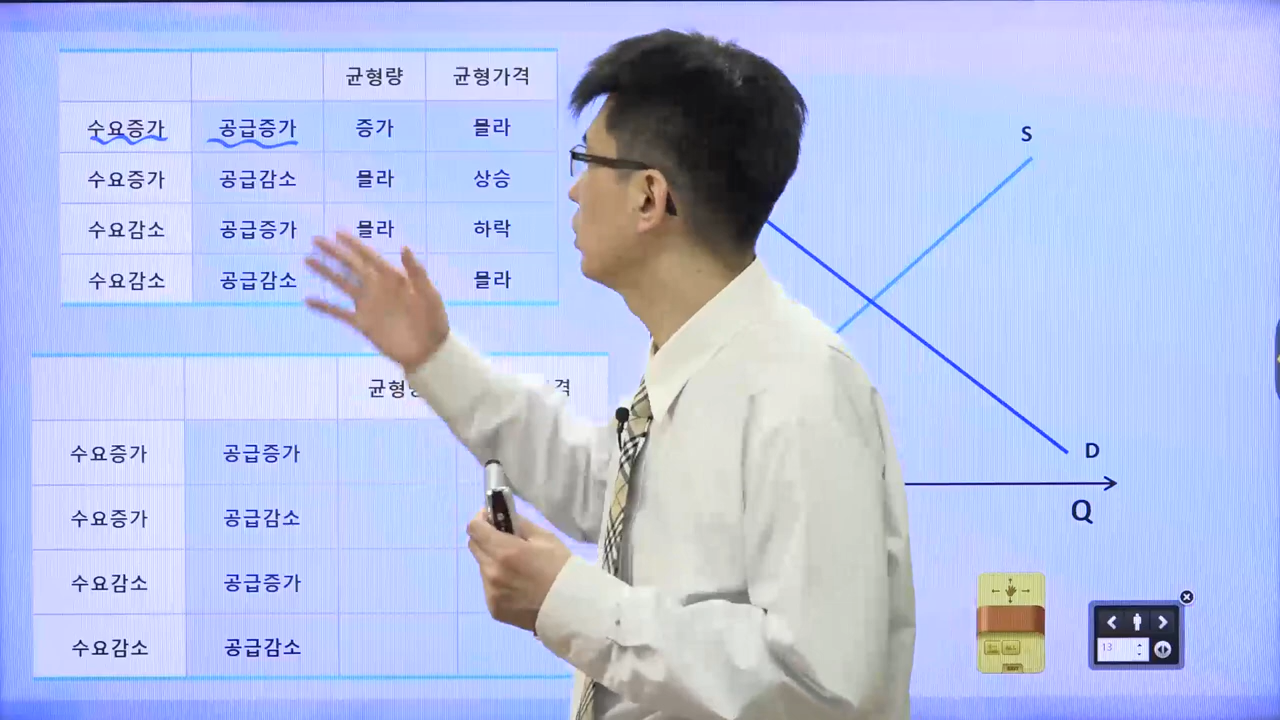 균형량 균형가격
수요증가 공급증가 증가 몰라
수요증가 공급감소 몰라 상승
수요감소 공급증가 몰라 하락
수요감소 공급감소 몰라
균형 격
수요증가 공급증가
수요증가 공급감소
수요감소 공급증가
수요감소 공급감소
S
D
Q
13